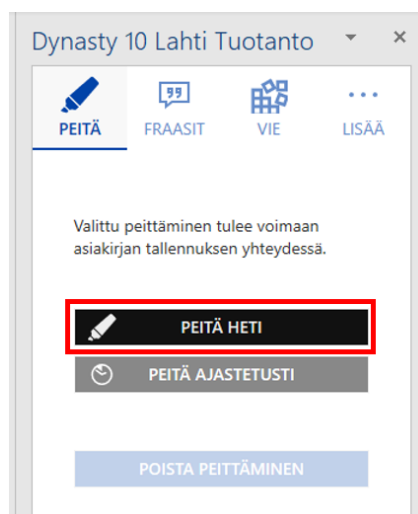 Dynasty 10 Lahti Tuotanto
PEITÄ FRAASIT VIE LISÄÄ
Valittu peittäminen tulee voimaan
asiakirjan tallennuksen yhteydessä.
PEITÄ HETI
PEITÄ AJASTETUSTI
POISTA PEITTÄMINEN